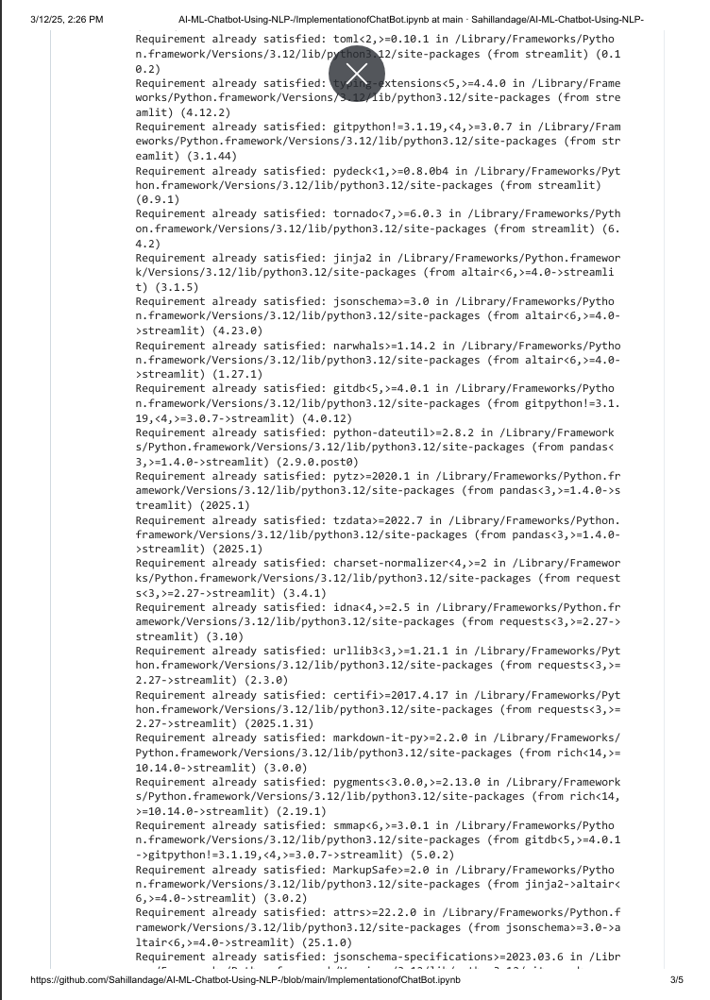 3/12/25, 2:26 PM AI-ML-Chatbot-Using-NLP-/ImplementationofChatBot.ipynb at main · Sahillandage/AI-ML-Chatbot-Using-NLP-
Requirement already satisfied: toml<2,>=0.10.1 in /Library/Frameworks/Pytho
n.framework/Versions/3.12/lib/python3.12/site-packages (from streamlit) (0.1
0.2)
Requirement already satisfied: typing-extensions<5,>=4.4.0 in /Library/Frame
works/Python.framework/Versions/3.12/lib/python3.12/site-packages (from stre
amlit) (4.12.2)
Requirement already satisfied: gitpython!=3.1.19,<4,>=3.0.7 in /Library/Fram
eworks/Python.framework/Versions/3.12/lib/python3.12/site-packages (from str
eamlit) (3.1.44)
Requirement already satisfied: pydeck<1,>=0.8.0b4 in /Library/Frameworks/Pyt
hon.framework/Versions/3.12/lib/python3.12/site-packages (from streamlit)
(0.9.1)
Requirement already satisfied: tornado<7,>=6.0.3 in /Library/Frameworks/Pyth
on.framework/Versions/3.12/lib/python3.12/site-packages (from streamlit) (6.
4.2)
Requirement already satisfied: jinja2 in /Library/Frameworks/Python.framewor
k/Versions/3.12/lib/python3.12/site-packages (from altair<6,>=4.0->streamli
t) (3.1.5)
Requirement already satisfied: jsonschema>=3.0 in /Library/Frameworks/Pytho
n.framework/Versions/3.12/lib/python3.12/site-packages (from altair<6,>=4.0-
>streamlit) (4.23.0)
Requirement already satisfied: narwhals>=1.14.2 in /Library/Frameworks/Pytho
n.framework/Versions/3.12/lib/python3.12/site-packages (from altair<6,>=4.0-
>streamlit) (1.27.1)
Requirement already satisfied: gitdb<5,>=4.0.1 in /Library/Frameworks/Pytho
n.framework/Versions/3.12/lib/python3.12/site-packages (from gitpython!=3.1.
19,<4,>=3.0.7->streamlit) (4.0.12)
Requirement already satisfied: python-dateutil>=2.8.2 in /Library/Framework
s/Python.framework/Versions/3.12/lib/python3.12/site-packages (from pandas<
3,>=1.4.0->streamlit) (2.9.0.post0)
Requirement already satisfied: pytz>=2020.1 in /Library/Frameworks/Python.fr
amework/Versions/3.12/lib/python3.12/site-packages (from pandas<3,>=1.4.0->s
treamlit) (2025.1)
Requirement already satisfied: tzdata>=2022.7 in /Library/Frameworks/Python.
framework/Versions/3.12/lib/python3.12/site-packages (from pandas<3,>=1.4.0-
>streamlit) (2025.1)
Requirement already satisfied: charset-normalizer<4,>=2 in /Library/Framewor
ks/Python.framework/Versions/3.12/lib/python3.12/site-packages (from request
s<3,>=2.27->streamlit) (3.4.1)
Requirement already satisfied: idna<4,>=2.5 in /Library/Frameworks/Python.fr
amework/Versions/3.12/lib/python3.12/site-packages (from requests<3,>=2.27->
streamlit) (3.10)
Requirement already satisfied: urllib3<3,>=1.21.1 in /Library/Frameworks/Pyt
hon.framework/Versions/3.12/lib/python3.12/site-packages (from requests<3,>=
2.27->streamlit) (2.3.0)
Requirement already satisfied: certifi>=2017.4.17 in /Library/Frameworks/Pyt
hon.framework/Versions/3.12/lib/python3.12/site-packages (from requests<3,>=
2.27->streamlit) (2025.1.31)
Requirement already satisfied: markdown-it-py>=2.2.0 in /Library/Frameworks/
Python.framework/Versions/3.12/lib/python3.12/site-packages (from rich<14,>=
10.14.0->streamlit) (3.0.0)
Requirement already satisfied: pygments<3.0.0,>=2.13.0 in /Library/Framework
s/Python.framework/Versions/3.12/lib/python3.12/site-packages (from rich<14,
>=10.14.0->streamlit) (2.19.1)
Requirement already satisfied: smmap<6,>=3.0.1 in /Library/Frameworks/Pytho
n.framework/Versions/3.12/lib/python3.12/site-packages (from gitdb<5,>=4.0.1
->gitpython!=3.1.19,<4,>=3.0.7->streamlit) (5.0.2)
Requirement already satisfied: MarkupSafe>=2.0 in /Library/Frameworks/Pytho
n.framework/Versions/3.12/lib/python3.12/site-packages (from jinja2->altair<
6,>=4.0->streamlit) (3.0.2)
Requirement already satisfied: attrs>=22.2.0 in /Library/Frameworks/Python.f
ramework/Versions/3.12/lib/python3.12/site-packages (from jsonschema>=3.0->a
ltair<6,>=4.0->streamlit) (25.1.0)
Requirement already satisfied: jsonschema-specifications>=2023.03.6 in /Libr
https://github.com/Sahillandage/AI-ML-Chatbot-Using-NLP-/blob/main/ImplementationofChatBot.ipynb 3/5